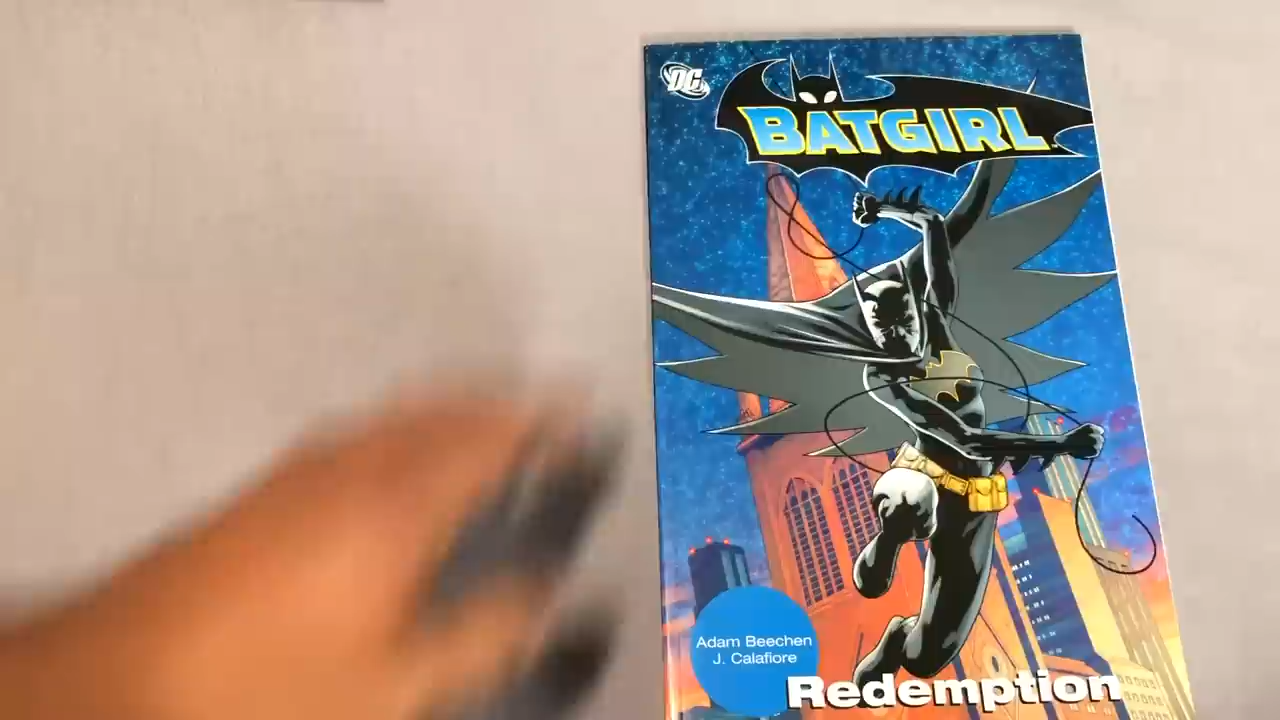 DC
BATGIRL
Adam Beechen
J. Calafiore
Redemption